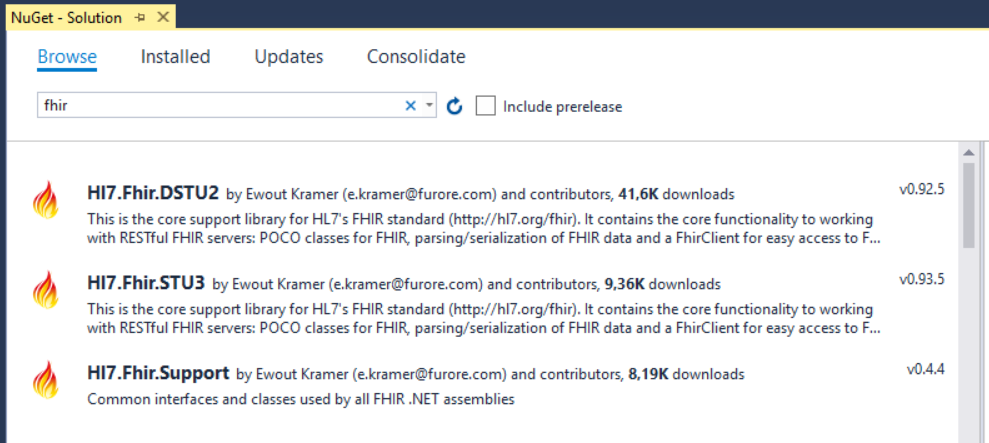 NuGet - Solution
Browse Installed Updates Consolidate
fhir
Include prerelease
Hl7.Fhir.DSTU2 by Ewout Kramer (e.kramer@furore.com) and contributors, 41,6K downloads v0.92.5
This is the core support library for HL7's FHIR standard (http://hl7.org/fhir). It contains the core functionality to working
with RESTful FHIR servers: POCO classes for FHIR, parsing/serialization of FHIR data and a FhirClient for easy access to F...
Hl7.Fhir.STU3 by Ewout Kramer (e.kramer@furore.com) and contributors, 9,36K downloads v0.93.5
This is the core support library for HL7's FHIR standard (http://hl7.org/fhir). It contains the core functionality to working
with RESTful FHIR servers: POCO classes for FHIR, parsing/serialization of FHIR data and a FhirClient for easy access to F...
Hl7.Fhir.Support by Ewout Kramer (e.kramer@furore.com) and contributors, 8,19K downloads v0.4.4
Common interfaces and classes used by all FHIR .NET assemblies